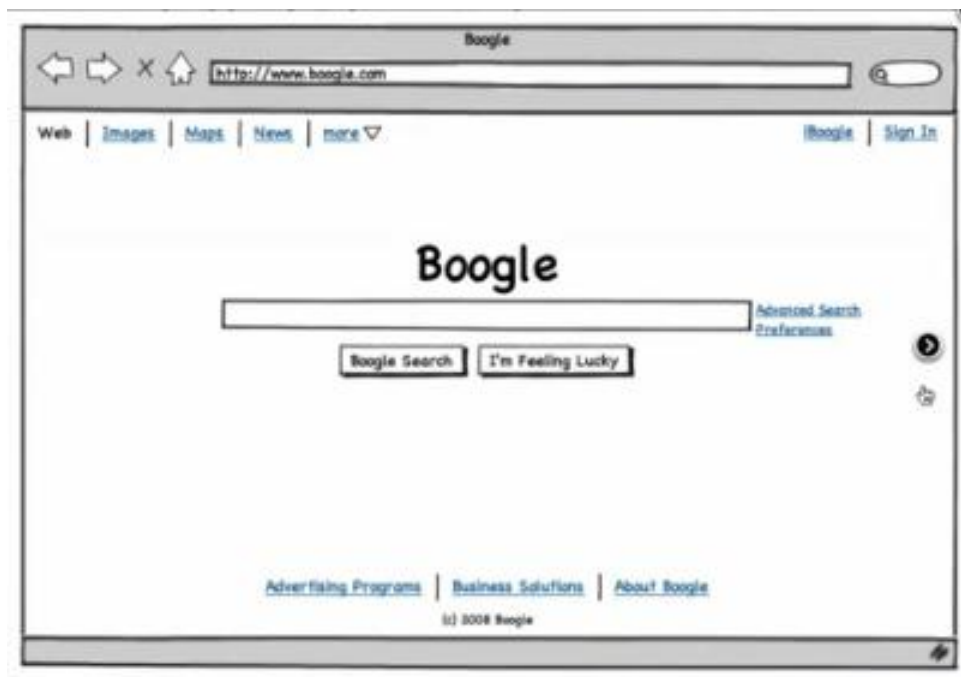 Boogle
http://www.boogle.com
Web Images Maps News more iBoogle Sign In
Boogle
Advanced Search
Preferences
Boogle Search I'm Feeling Lucky
Advertising Programs Business Solutions About Boogle
(c) 2008 Boogle